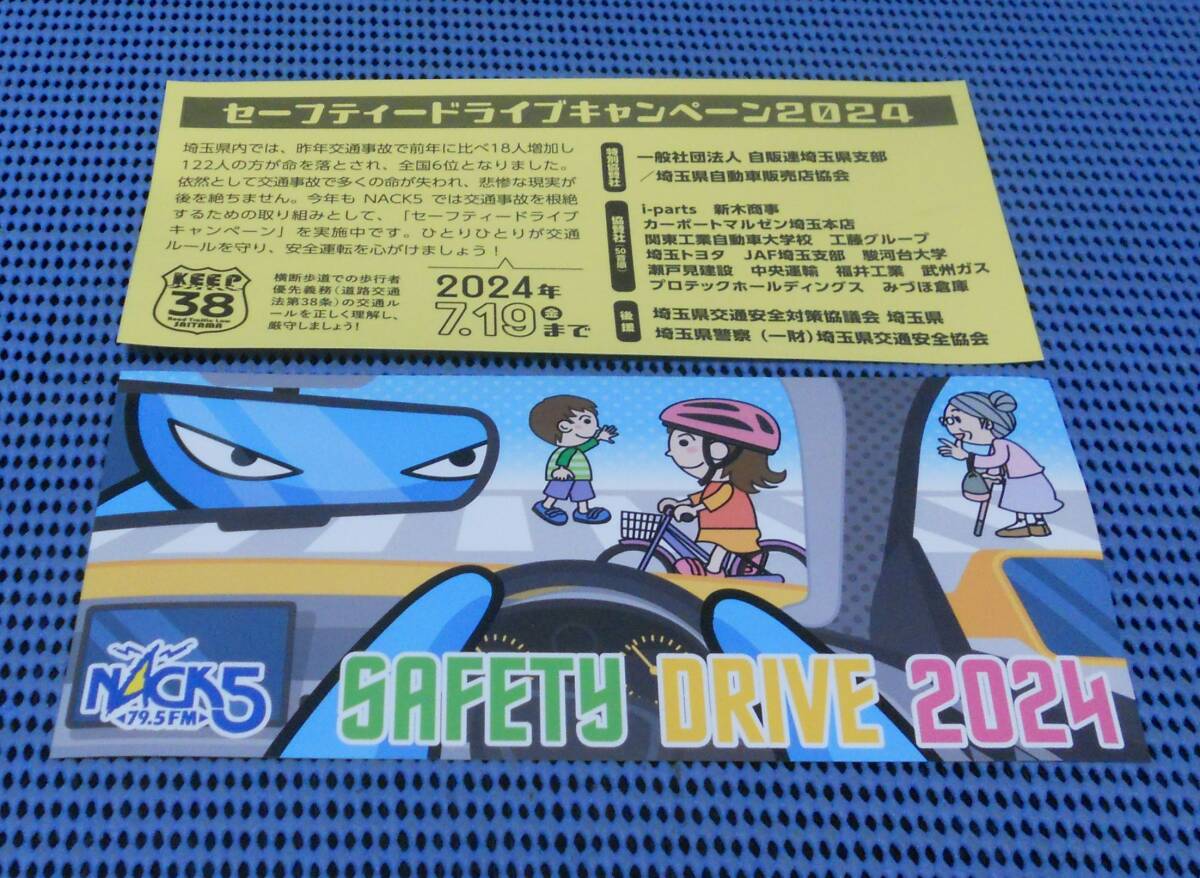 セーフティードライブキャンペーン2024
埼玉県内では、昨年交通事故で前年に比べ18人増加し
122人の方が命を落とされ、全国6位となりました。
依然として交通事故で多くの命が失われ、悲惨な現実が
後を絶ちません。今年も NACK5 では交通事故を根絶
するための取り組みとして、「セーフティードライブ
キャンペーン」を実施中です。ひとりひとりが交通
ルールを守り、安全運転を心がけましょう！
KEEP
38
Road Traffic Law
SAITAMA
横断歩道での歩行者
優先義務（道路交通
法第38条）の交通ル
ールを正しく理解し、
厳守しましょう！
2024年
7.19金まで
特別協賛社
一般社団法人 自販連埼玉県支部
／埼玉県自動車販売店協会
協賛社（50音順）
i-parts 新木商事
カーポートマルゼン埼玉本店
関東工業自動車大学校 工藤グループ
埼玉トヨタ JAF埼玉支部 駿河台大学
瀬戸見建設 中央運輸 福井工業 武州ガス
プロテックホールディングス みづほ倉庫
後援
埼玉県交通安全対策協議会 埼玉県
埼玉県警察 （一財）埼玉県交通安全協会
NACK5
79.5FM
SAFETY DRIVE 2024